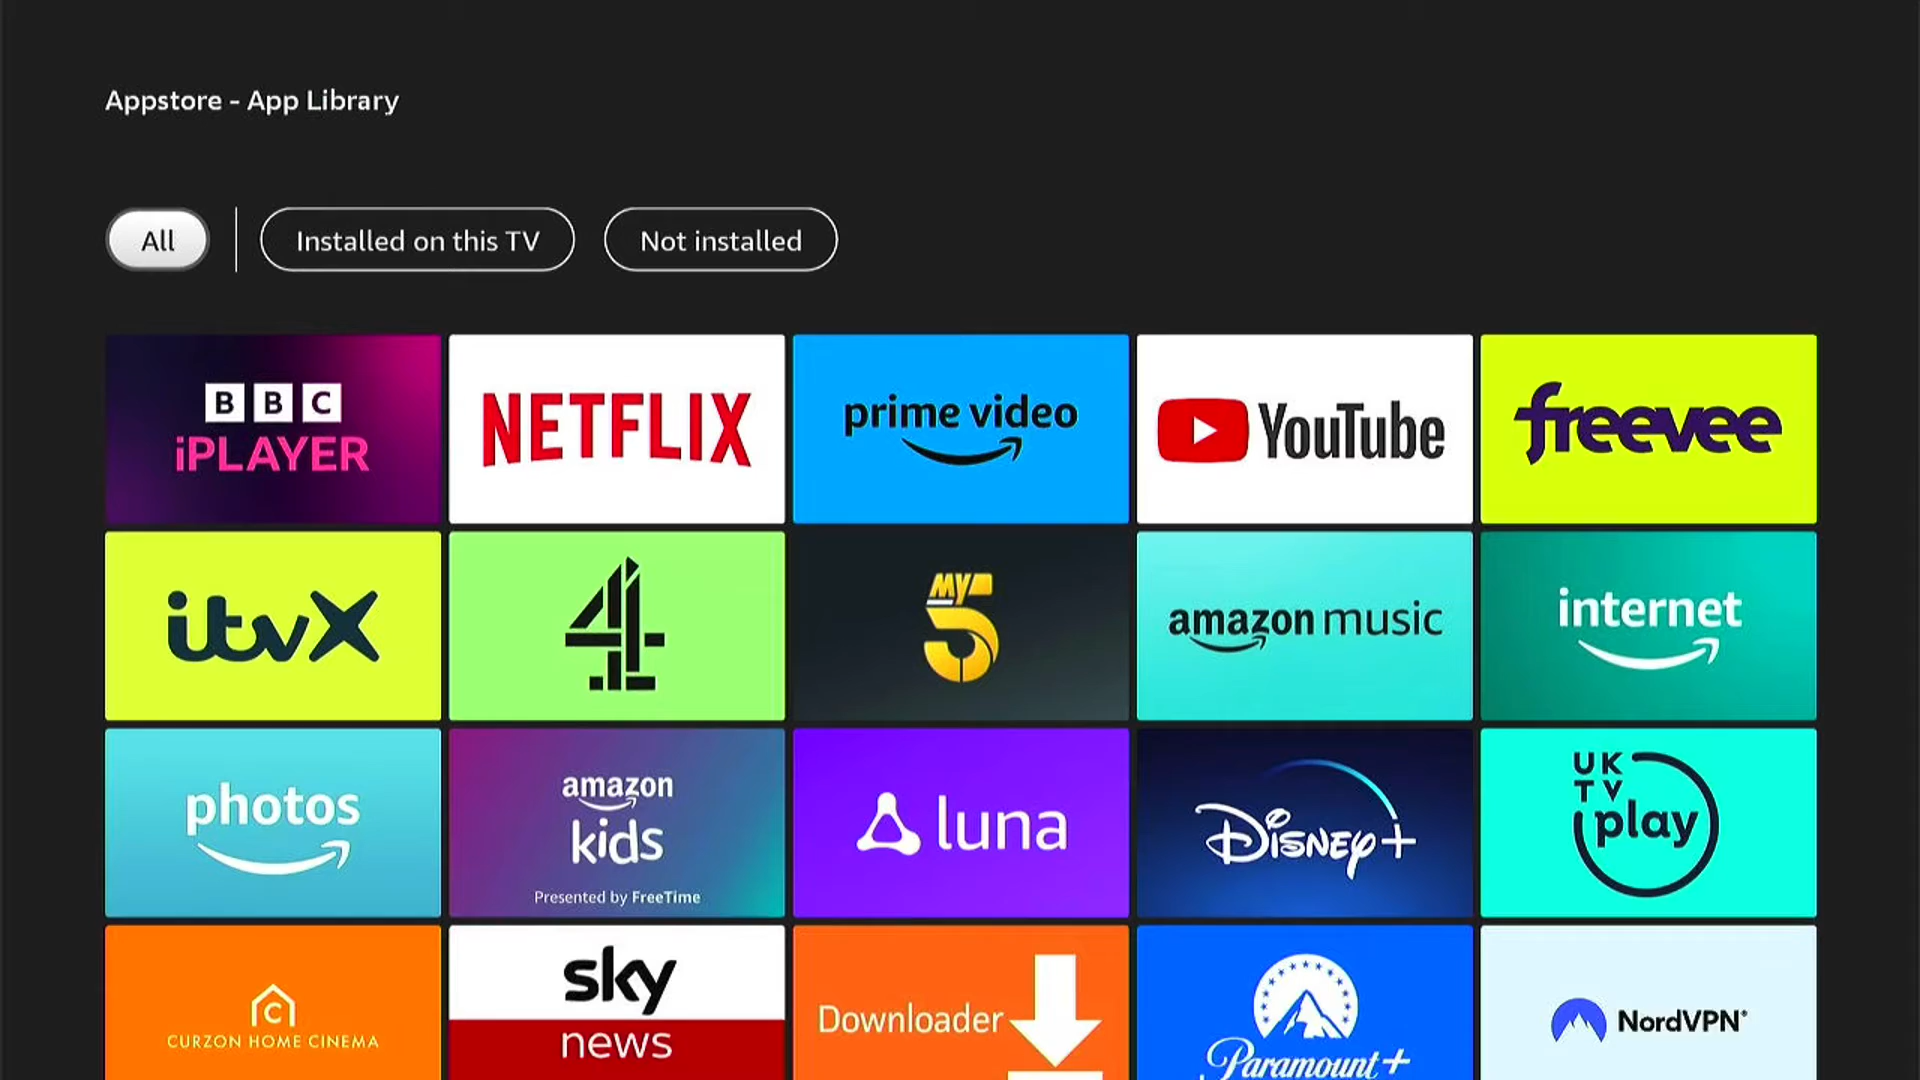 Appstore - App Library
All
Installed on this TV
Not installed
BBC
iPLAYER
NETFLIX
prime video
YouTube
freevee
itvX
4
MY
5
amazon music
internet
photos
amazon
kids
Presented by FreeTime
luna
Disney+
UK
TV
play
C
CURZON HOME CINEMA
sky
news
Downloader
Paramount+
NordVPN®